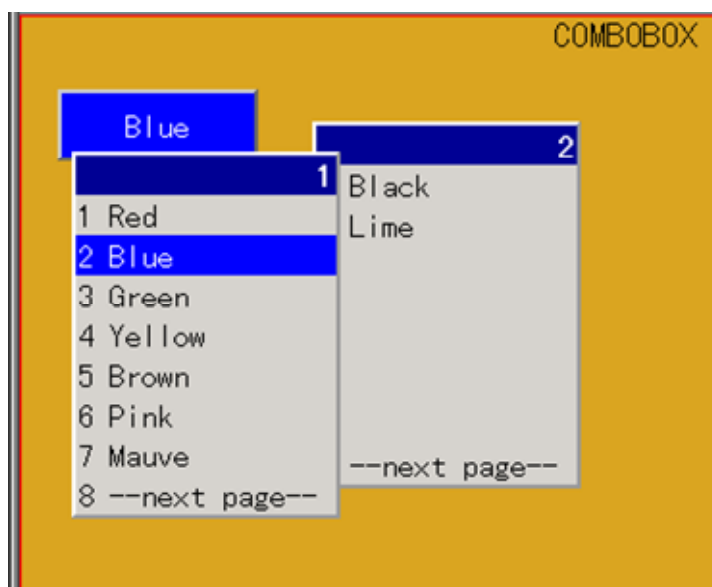 COMBOBOX
Blue
1
1 Red
2 Blue
3 Green
4 Yellow
5 Brown
6 Pink
7 Mauve
8 --next page--
2
Black
Lime
--next page--